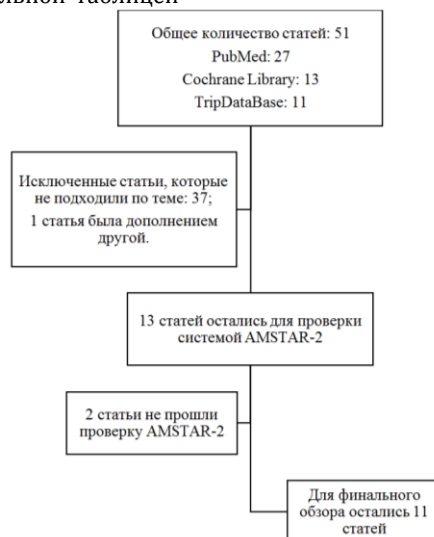 Общее количество статей: 51
PubMed: 27
Cochrane Library: 13
TripDataBase: 11
Исключенные статьи, которые
не подходили по теме: 37;
1 статья была дополнением
другой.
13 статей остались для проверки
системой AMSTAR-2
2 статьи не прошли
проверку AMSTAR-2
Для финального
обзора остались 11
статей